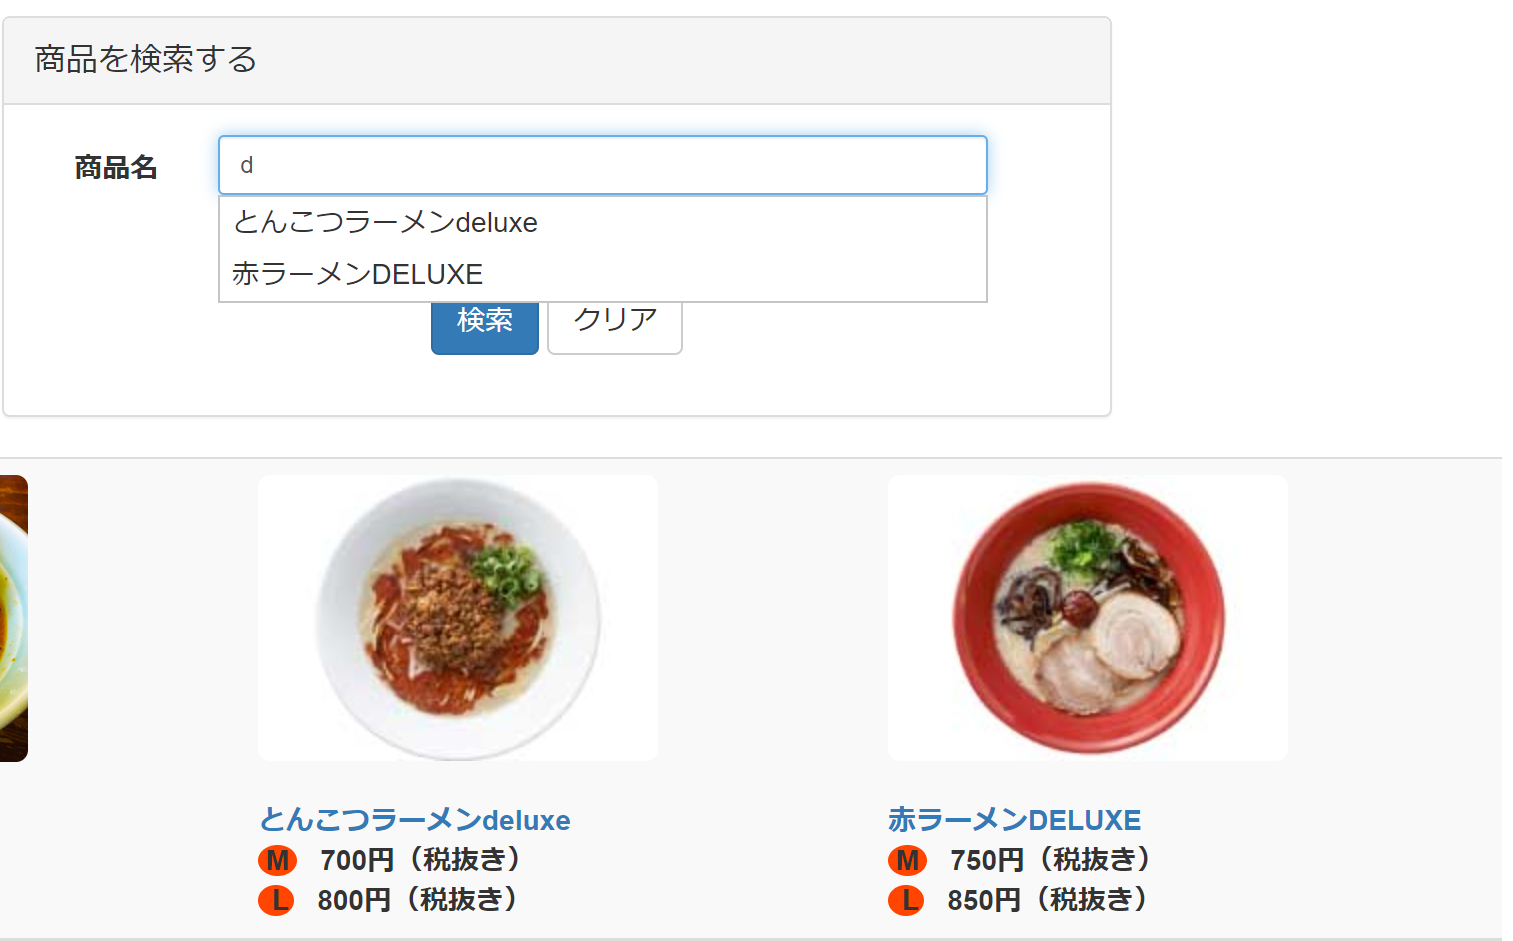 商品を検索する
商品名
d
とんこつラーメンdeluxe
赤ラーメンDELUXE
検索 クリア
とんこつラーメンdeluxe
M 700円（税抜き）
L 800円（税抜き）
赤ラーメンDELUXE
M 750円（税抜き）
L 850円（税抜き）